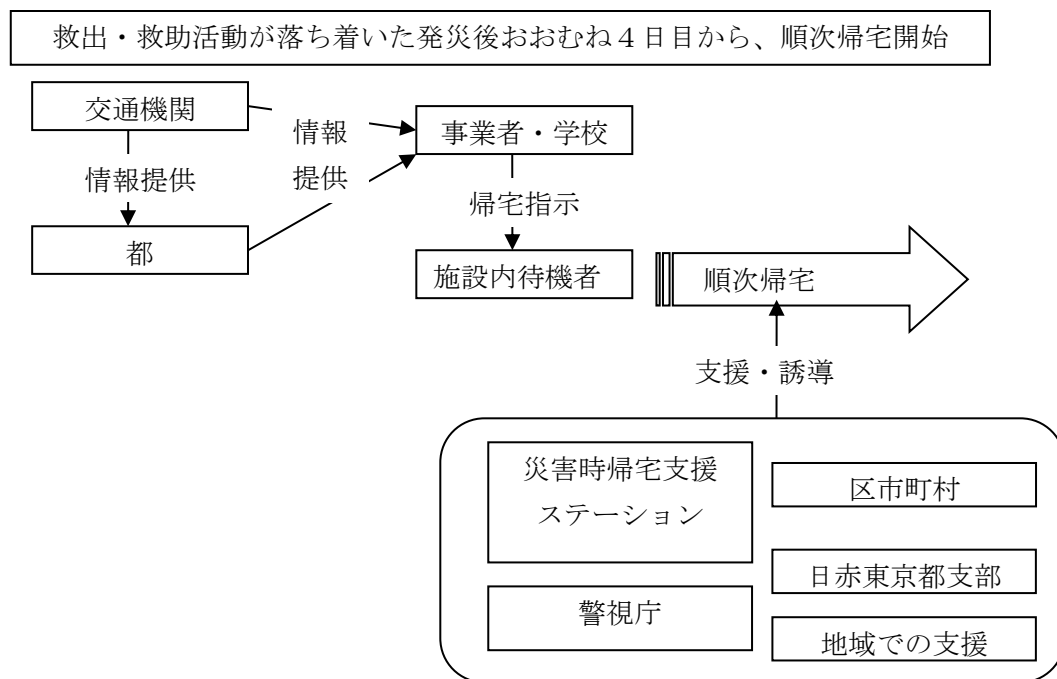 救出・救助活動が落ち着いた発災後おおむね４日目から、順次帰宅開始
交通機関
情報
提供
事業者・学校
情報提供
帰宅指示
都
施設内待機者
順次帰宅
支援・誘導
災害時帰宅支援
ステーション
区市町村
日赤東京都支部
警視庁
地域での支援